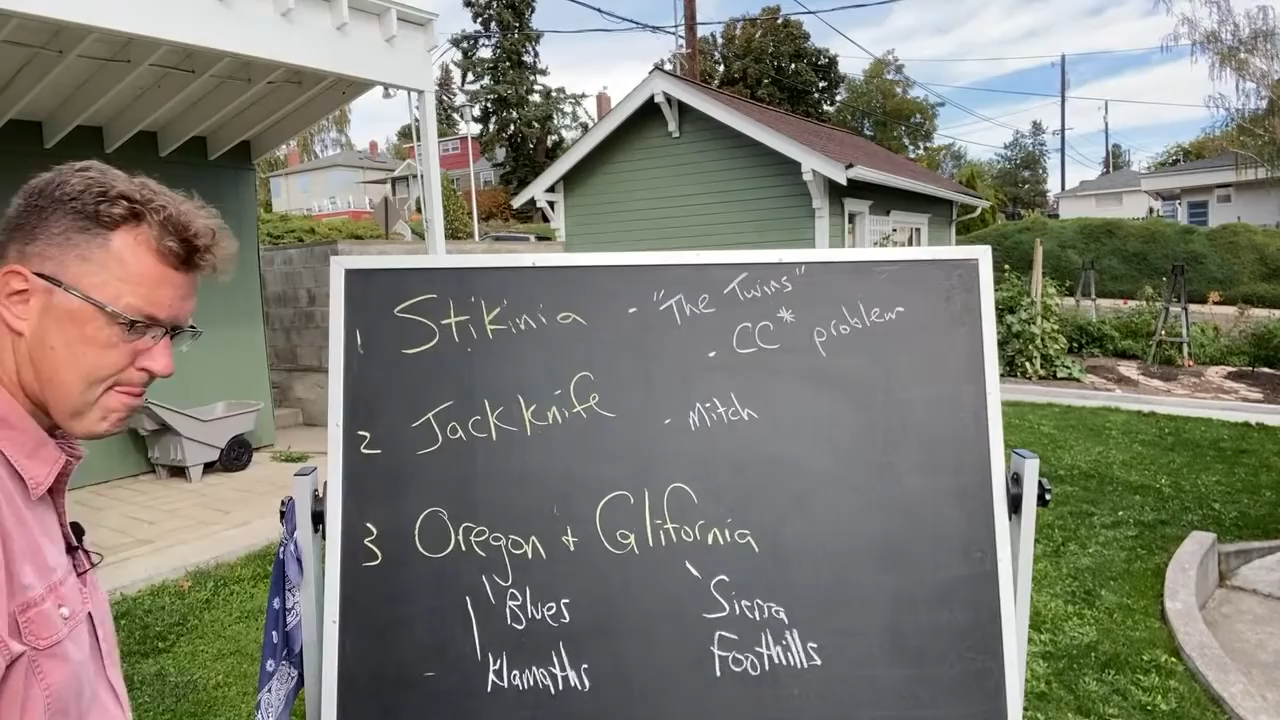 1 Stikinia - "The Twins"
- CC* problem
2 Jackknife - Mitch
3 Oregon + California
Blues Sierra
- Klamaths Foothills